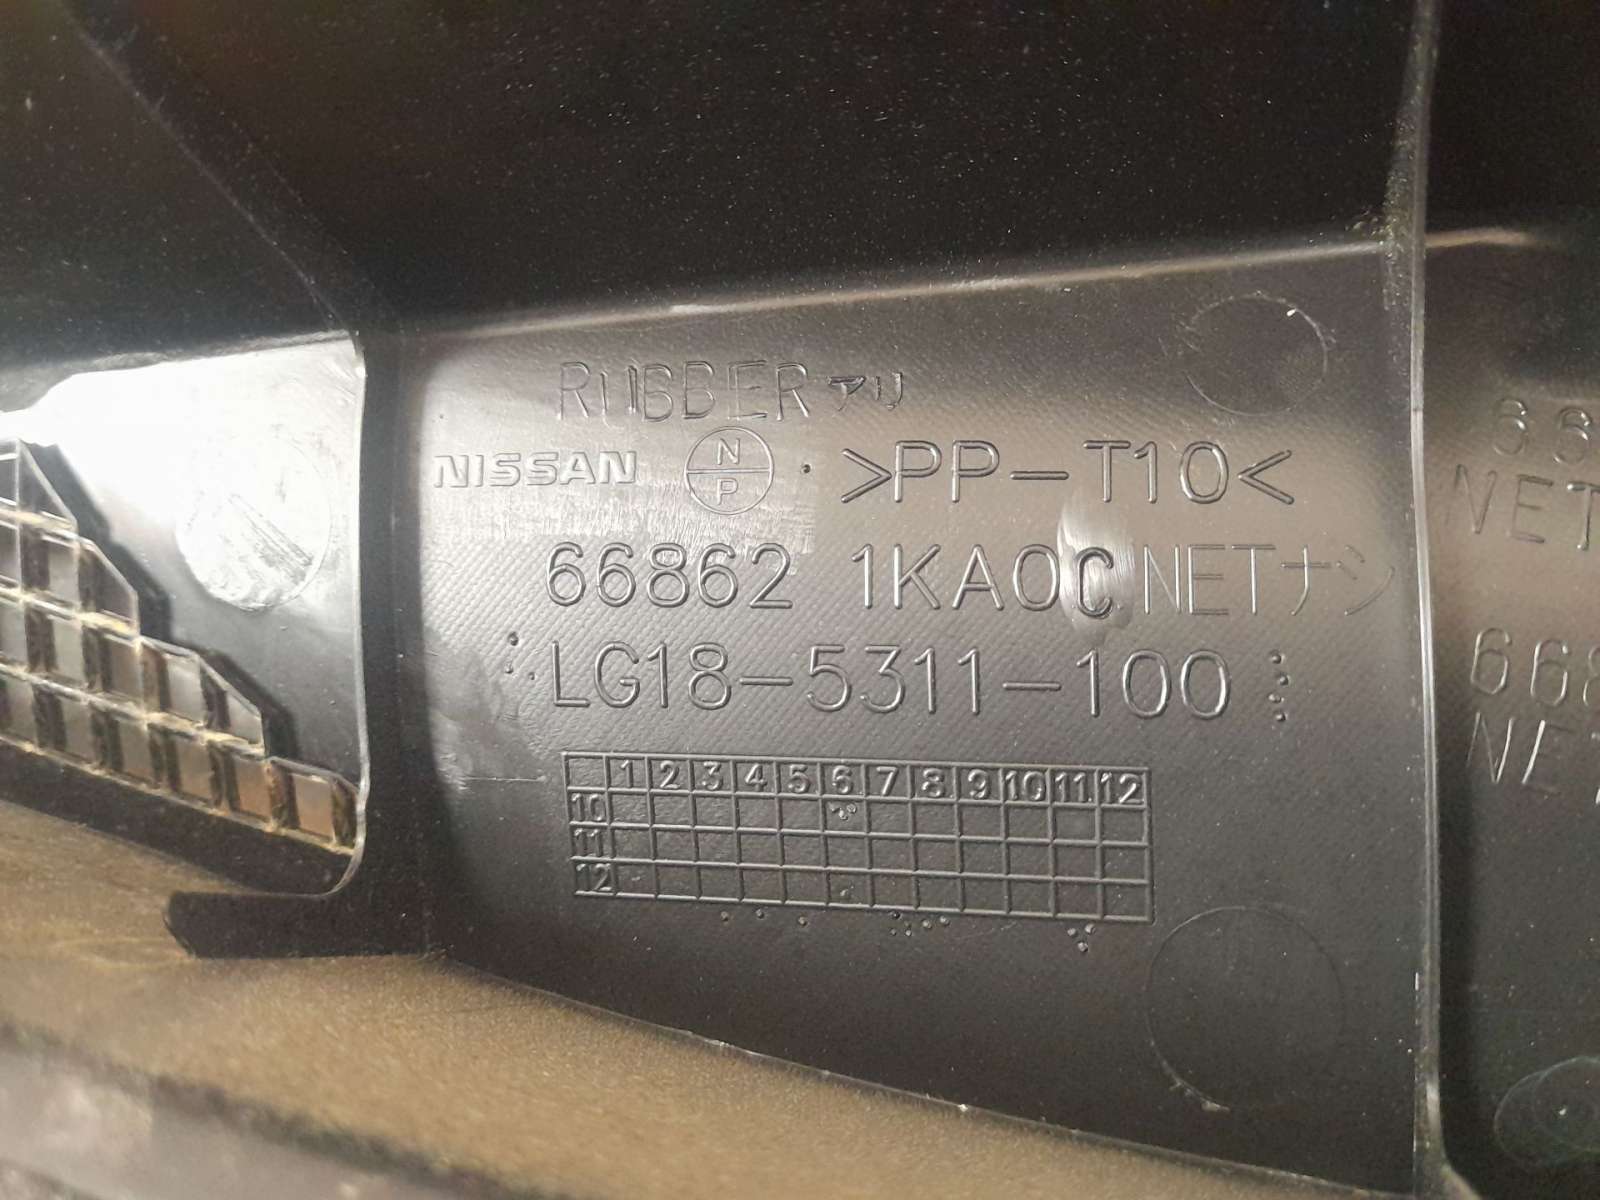 RUBBERアリ
NISSAN N P >PP-T10<
66862 1KA0C NETナシ
LG18-5311-100
1 2 3 4 5 6 7 8 9 10 11 12
10
11
12
NET